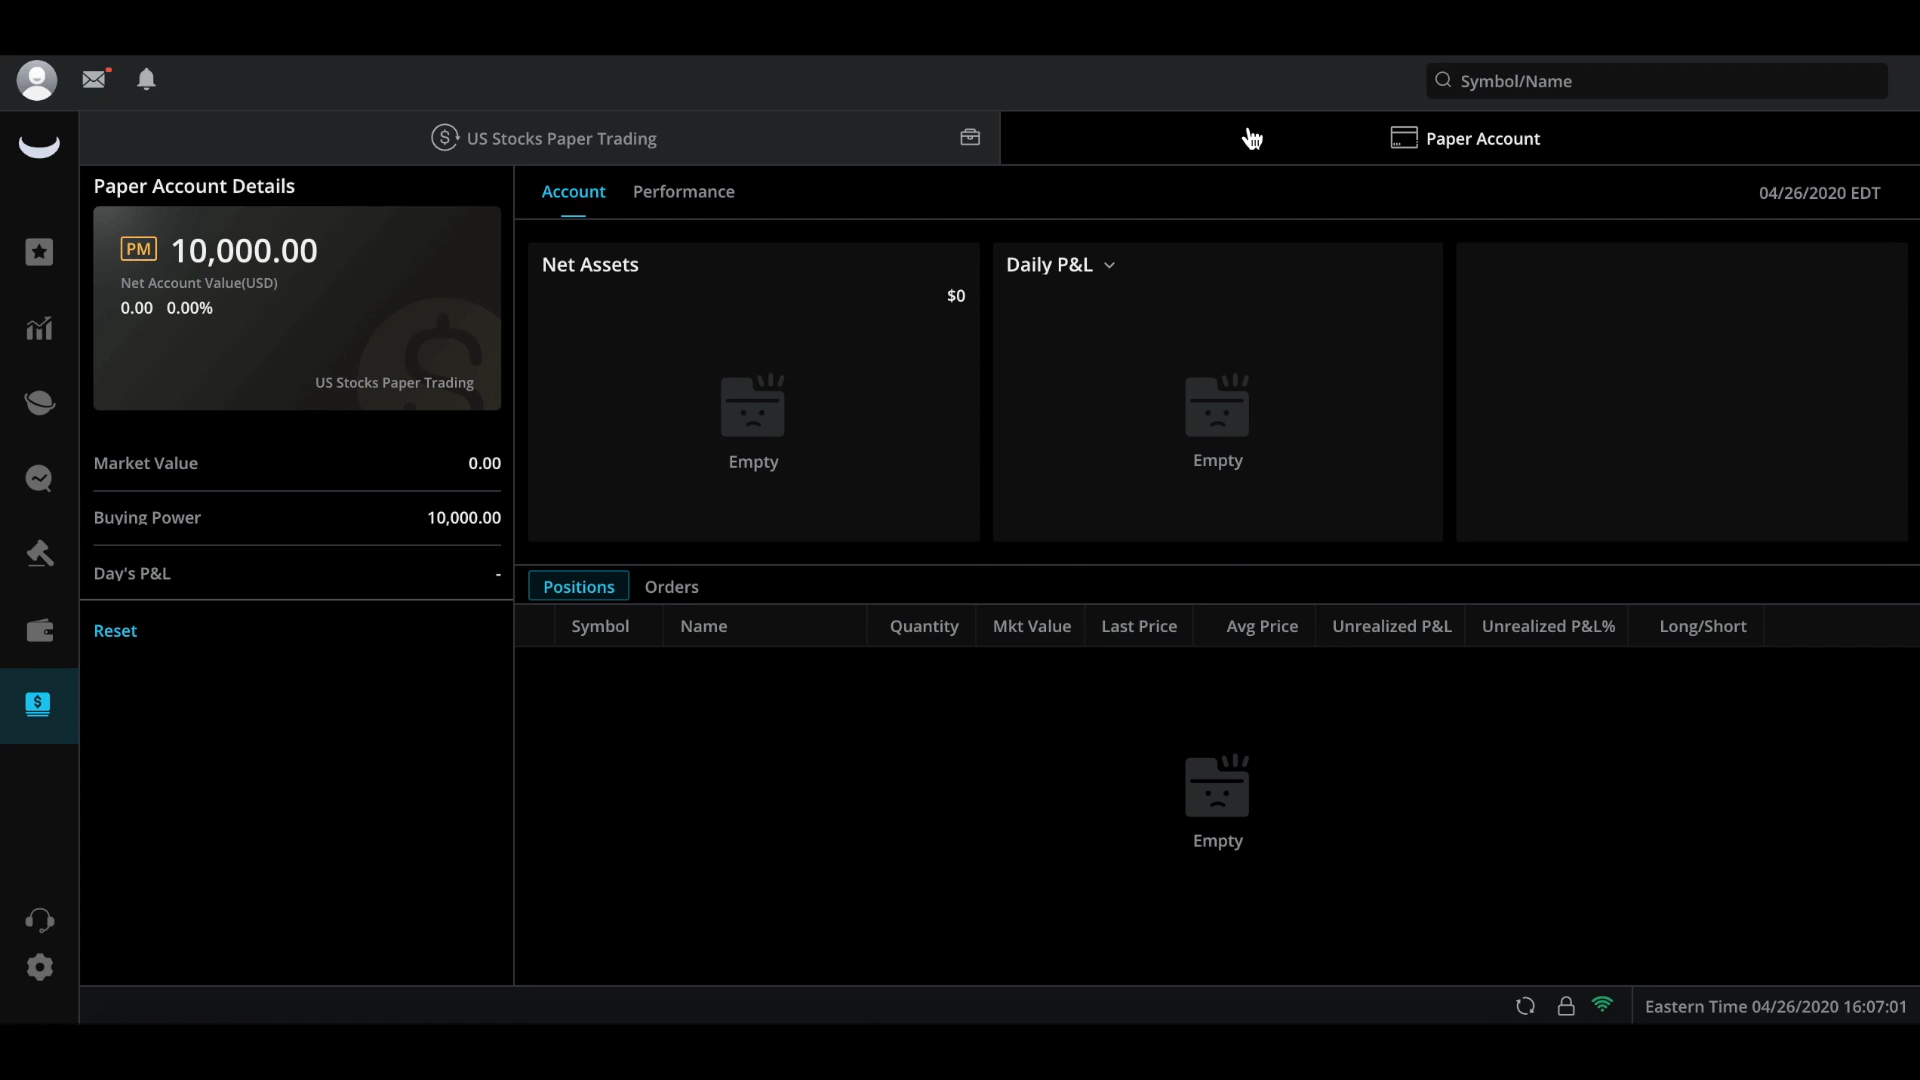 Symbol/Name
US Stocks Paper Trading
Paper Account
Paper Account Details
PM 10,000.00
Net Account Value(USD)
0.00 0.00%
US Stocks Paper Trading
Market Value 0.00
Buying Power 10,000.00
Day's P&L -
Reset
Account Performance 04/26/2020 EDT
Net Assets
$0
Empty
Daily P&L
Empty
Positions Orders
Symbol Name Quantity Mkt Value Last Price Avg Price Unrealized P&L Unrealized P&L% Long/Short
Empty
Eastern Time 04/26/2020 16:07:01